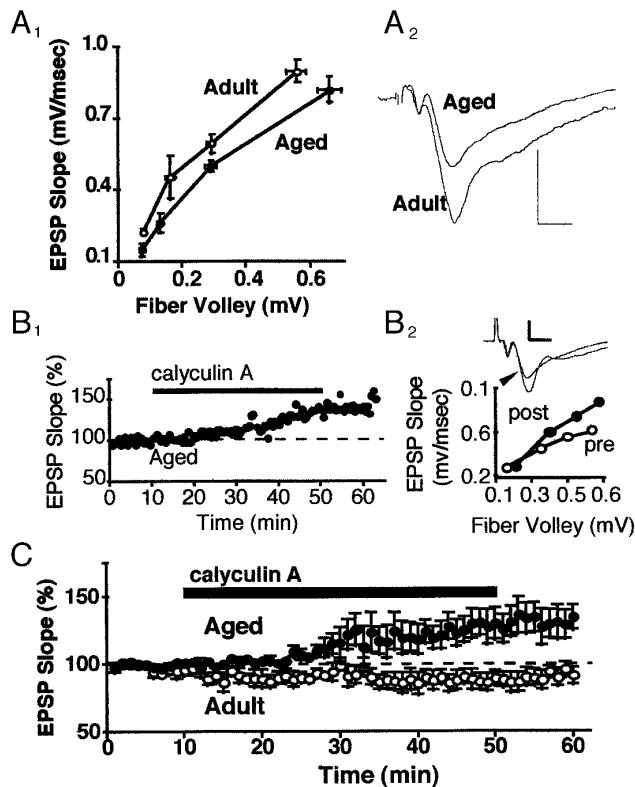 A1
A2
EPSP Slope (mV/msec)
1.0
0.7
0.4
0.1
Adult
Aged
0
0.2
0.4
0.6
Fiber Volley (mV)
Aged
Adult
B1
B2
EPSP Slope (%)
calyculin A
150
100
50
Aged
0 10 20 30 40 50 60
Time (min)
EPSP Slope
(mv/msec)
0.1
0.6
0.2
post
pre
0.1 0.3 0.5 0.6
Fiber Volley (mV)
C
EPSP Slope (%)
calyculin A
150
100
50
Aged
Adult
0 10 20 30 40 50 60
Time (min)